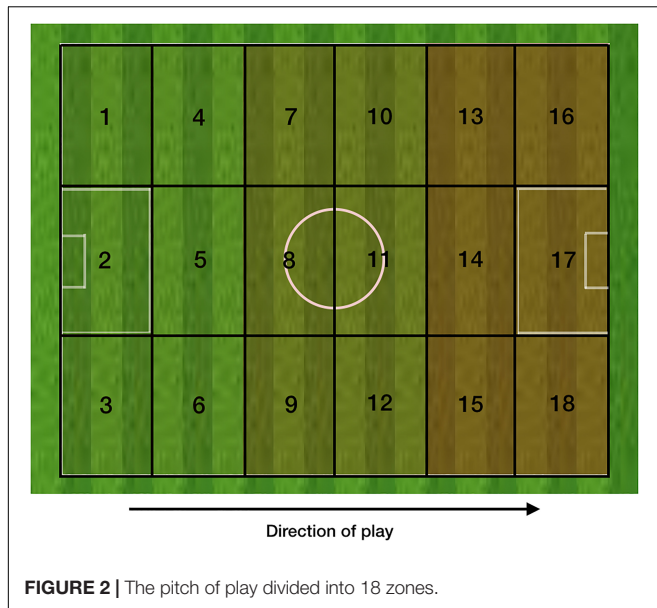 1 4 7 10 13 16
2 5 8 11 14 17
3 6 9 12 15 18
Direction of play
FIGURE 2 | The pitch of play divided into 18 zones.